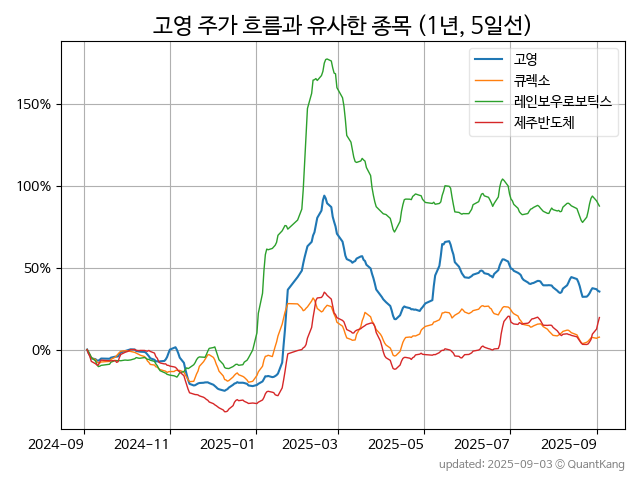 고영 주가 흐름과 유사한 종목 (1년, 5일선)
고영
큐렉소
레인보우로보틱스
제주반도체
150%
100%
50%
0%
2024-09
2024-11
2025-01
2025-03
2025-05
2025-07
2025-09
updated: 2025-09-03 © QuantKang